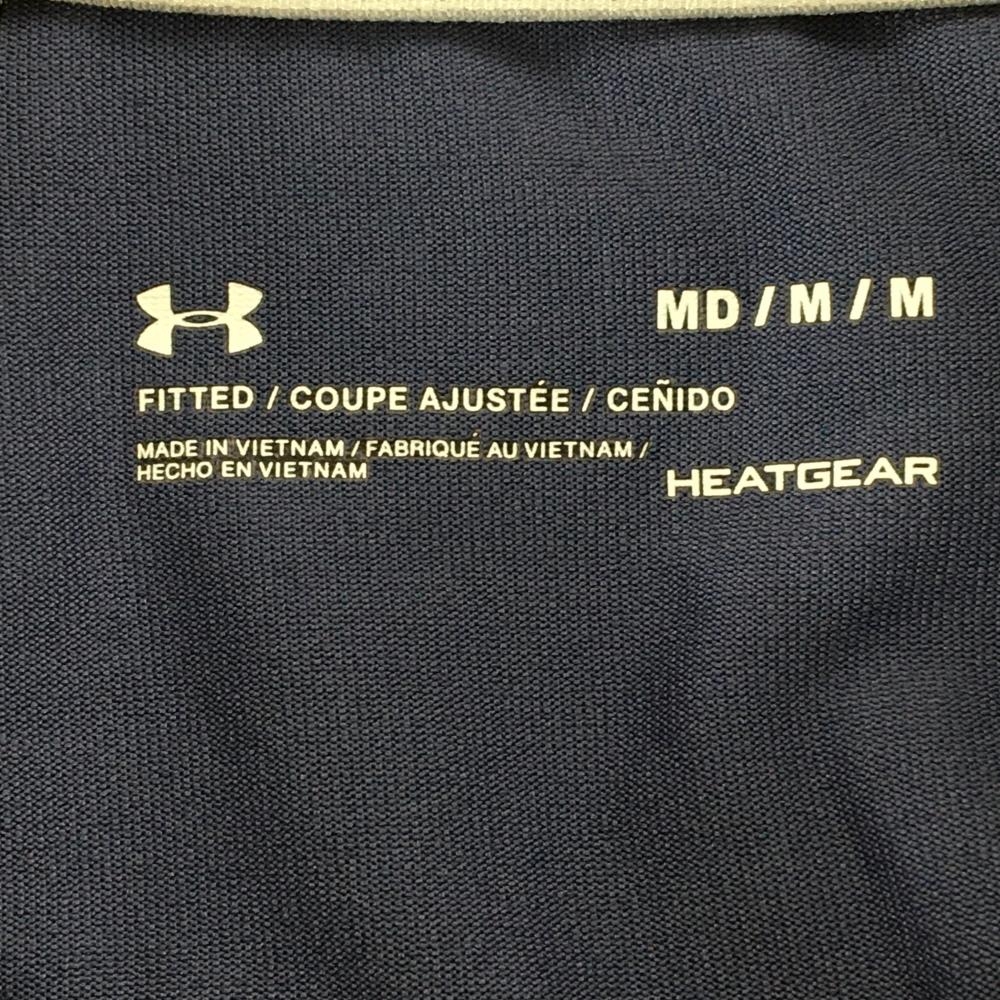 MD / M / M
FITTED / COUPE AJUSTÉE / CEÑIDO
MADE IN VIETNAM / FABRIQUÉ AU VIETNAM /
HECHO EN VIETNAM
HEATGEAR